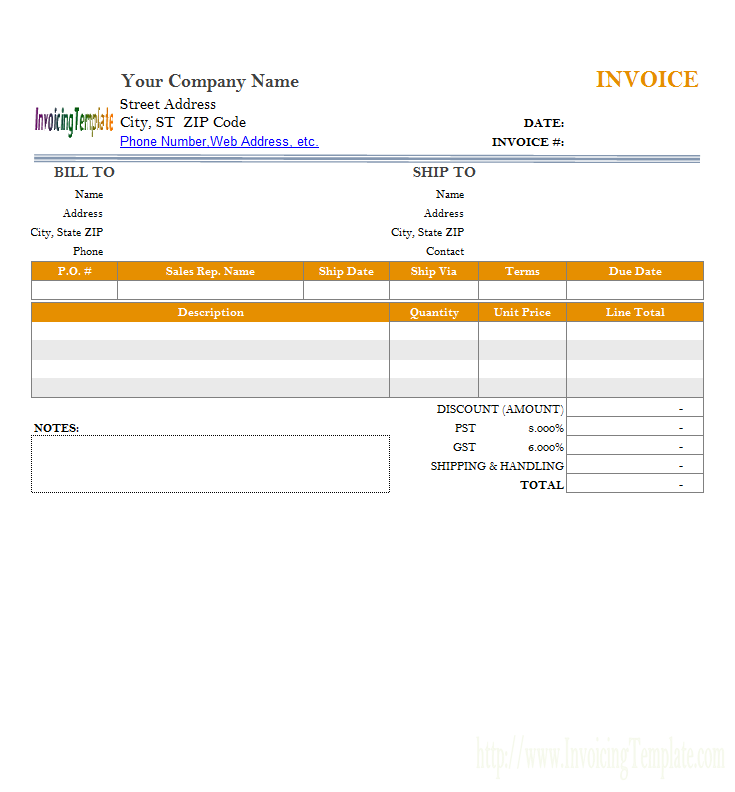 Your Company Name INVOICE
InvoicingTemplate
Street Address
City, ST ZIP Code DATE:
Phone Number,Web Address, etc. INVOICE #:
BILL TO SHIP TO
Name Name
Address Address
City, State ZIP City, State ZIP
Phone Contact
P.O. # Sales Rep. Name Ship Date Ship Via Terms Due Date
Description Quantity Unit Price Line Total
DISCOUNT (AMOUNT) -
NOTES: PST 8.000% -
GST 6.000% -
SHIPPING & HANDLING -
TOTAL -
http://www.InvoicingTemplate.com